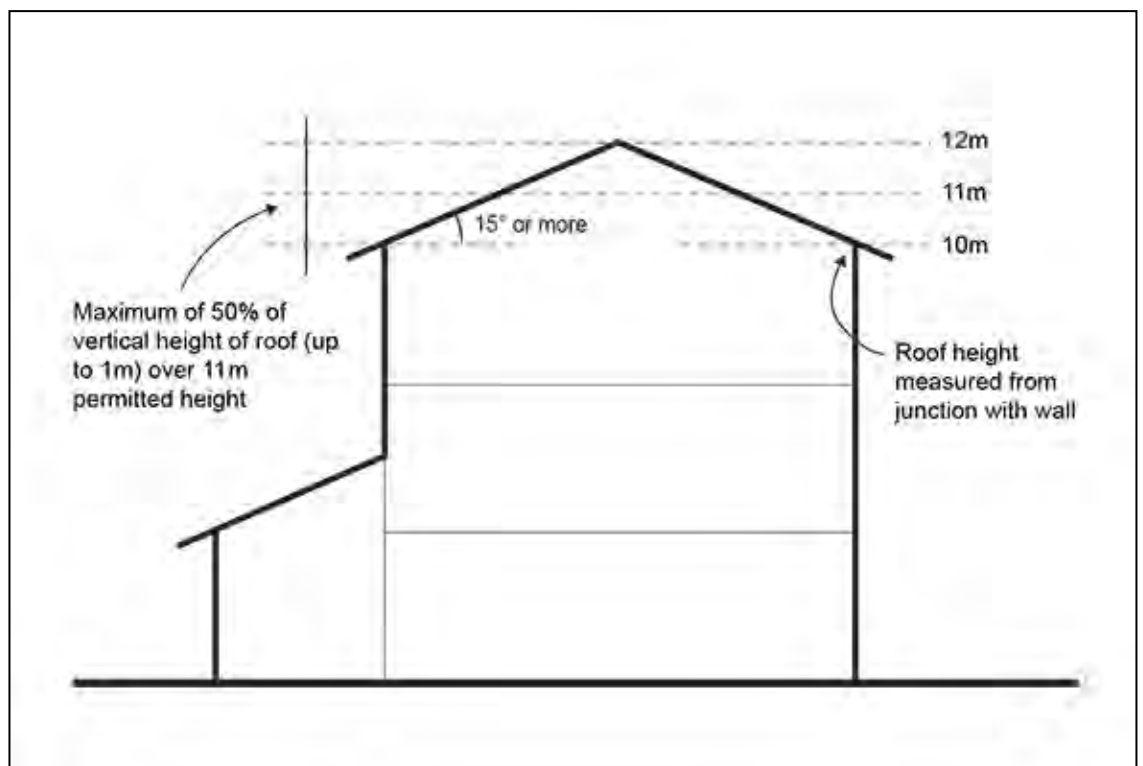 12m
11m
15° or more
10m
Maximum of 50% of
vertical height of roof (up
to 1m) over 11m
permitted height
Roof height
measured from
junction with wall